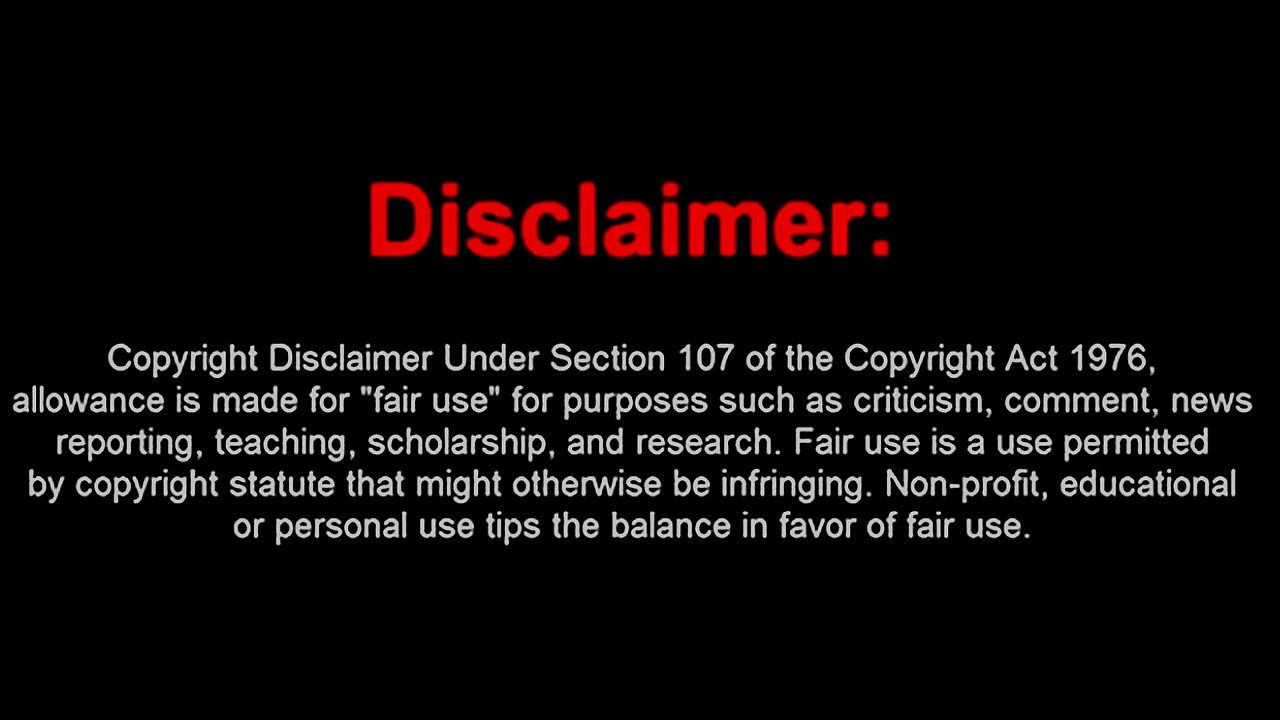 Disclaimer:
Copyright Disclaimer Under Section 107 of the Copyright Act 1976,
allowance is made for "fair use" for purposes such as criticism, comment, news
reporting, teaching, scholarship, and research. Fair use is a use permitted
by copyright statute that might otherwise be infringing. Non-profit, educational
or personal use tips the balance in favor of fair use.